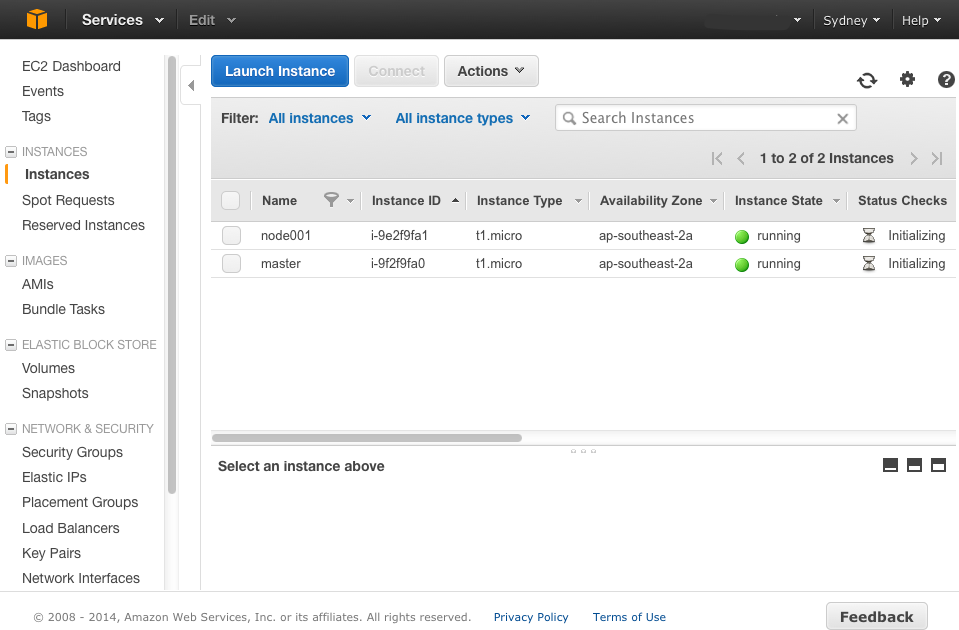 Services Edit Sydney Help
EC2 Dashboard
Events
Tags
INSTANCES
Instances
Spot Requests
Reserved Instances
IMAGES
AMIs
Bundle Tasks
ELASTIC BLOCK STORE
Volumes
Snapshots
NETWORK & SECURITY
Security Groups
Elastic IPs
Placement Groups
Load Balancers
Key Pairs
Network Interfaces
Launch Instance Connect Actions
Filter: All instances All instance types Search Instances
1 to 2 of 2 Instances
Name Instance ID Instance Type Availability Zone Instance State Status Checks
node001 i-9e2f9fa1 t1.micro ap-southeast-2a running Initializing
master i-9f2f9fa0 t1.micro ap-southeast-2a running Initializing
Select an instance above
© 2008 - 2014, Amazon Web Services, Inc. or its affiliates. All rights reserved. Privacy Policy Terms of Use Feedback